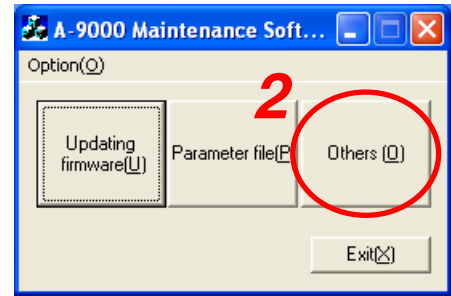 A-9000 Maintenance Soft...
Option(O)
2
Updating
firmware(U)
Parameter file(P
Others (O)
Exit(X)